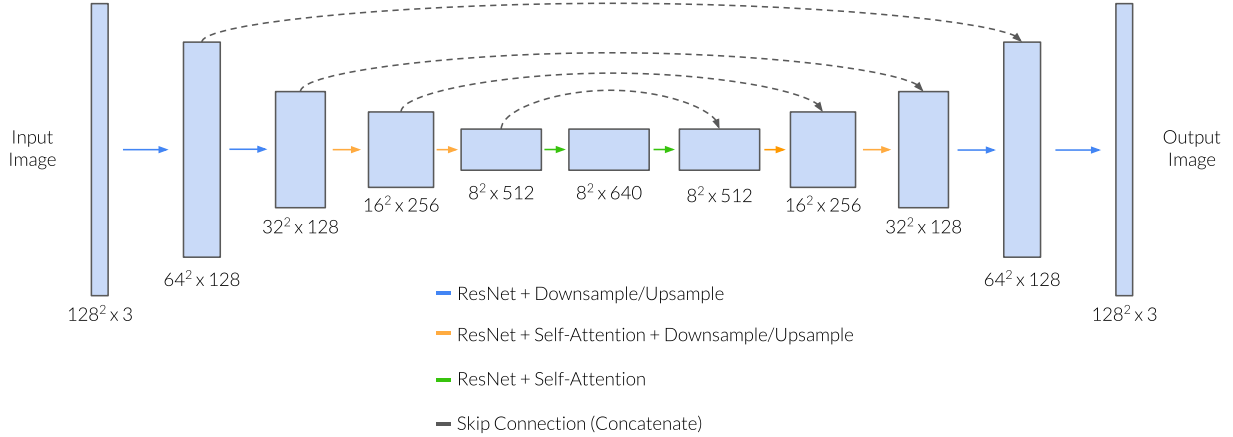 Input
Image
128² x 3
64² x 128
32² x 128
16² x 256
8² x 512
8² x 640
8² x 512
16² x 256
32² x 128
64² x 128
128² x 3
Output
Image
ResNet + Downsample/Upsample
ResNet + Self-Attention + Downsample/Upsample
ResNet + Self-Attention
Skip Connection (Concatenate)